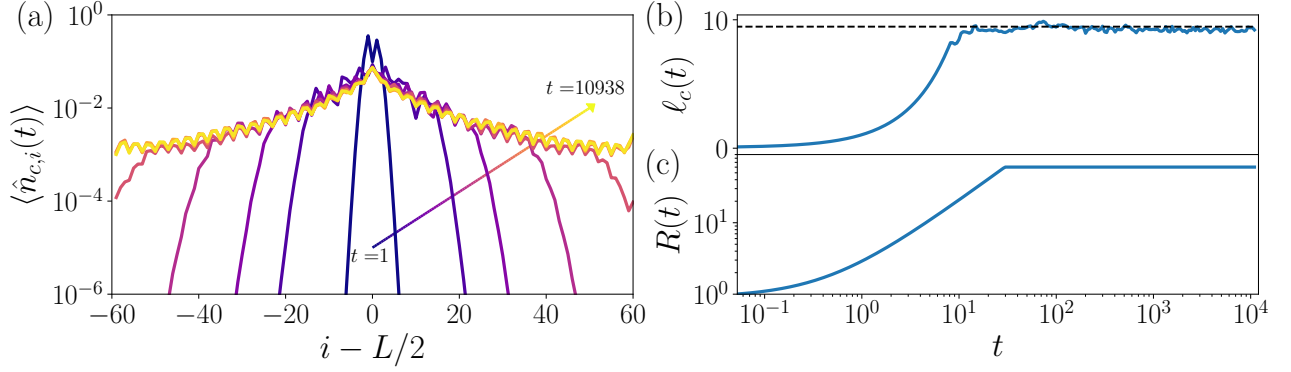 (a)
10^0
10^{-2}
10^{-4}
10^{-6}
⟨n̂_{c,i}(t)⟩
t =10938
t =1
−60 −40 −20 0 20 40 60
i − L/2
(b)
10
0
ℓ_c(t)
(c)
10^1
10^0
R(t)
10^{-1} 10^0 10^1 10^2 10^3 10^4
t